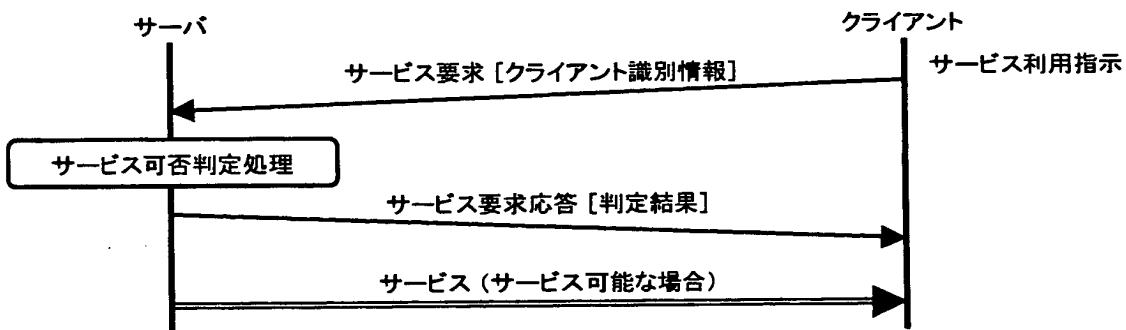 サーバ
クライアント
サービス利用指示
サービス要求［クライアント識別情報］
サービス可否判定処理
サービス要求応答［判定結果］
サービス（サービス可能な場合）